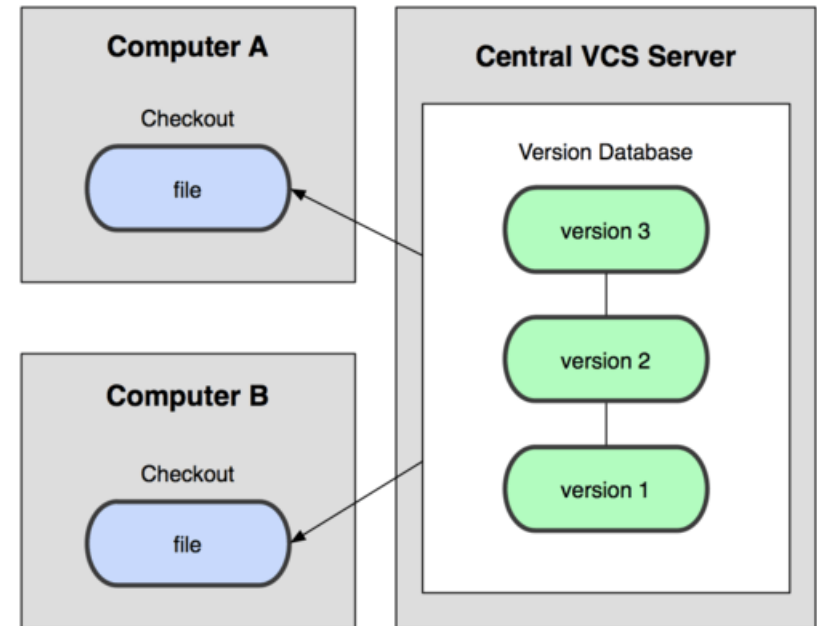 Computer A
Checkout
file
Computer B
Checkout
file
Central VCS Server
Version Database
version 3
version 2
version 1